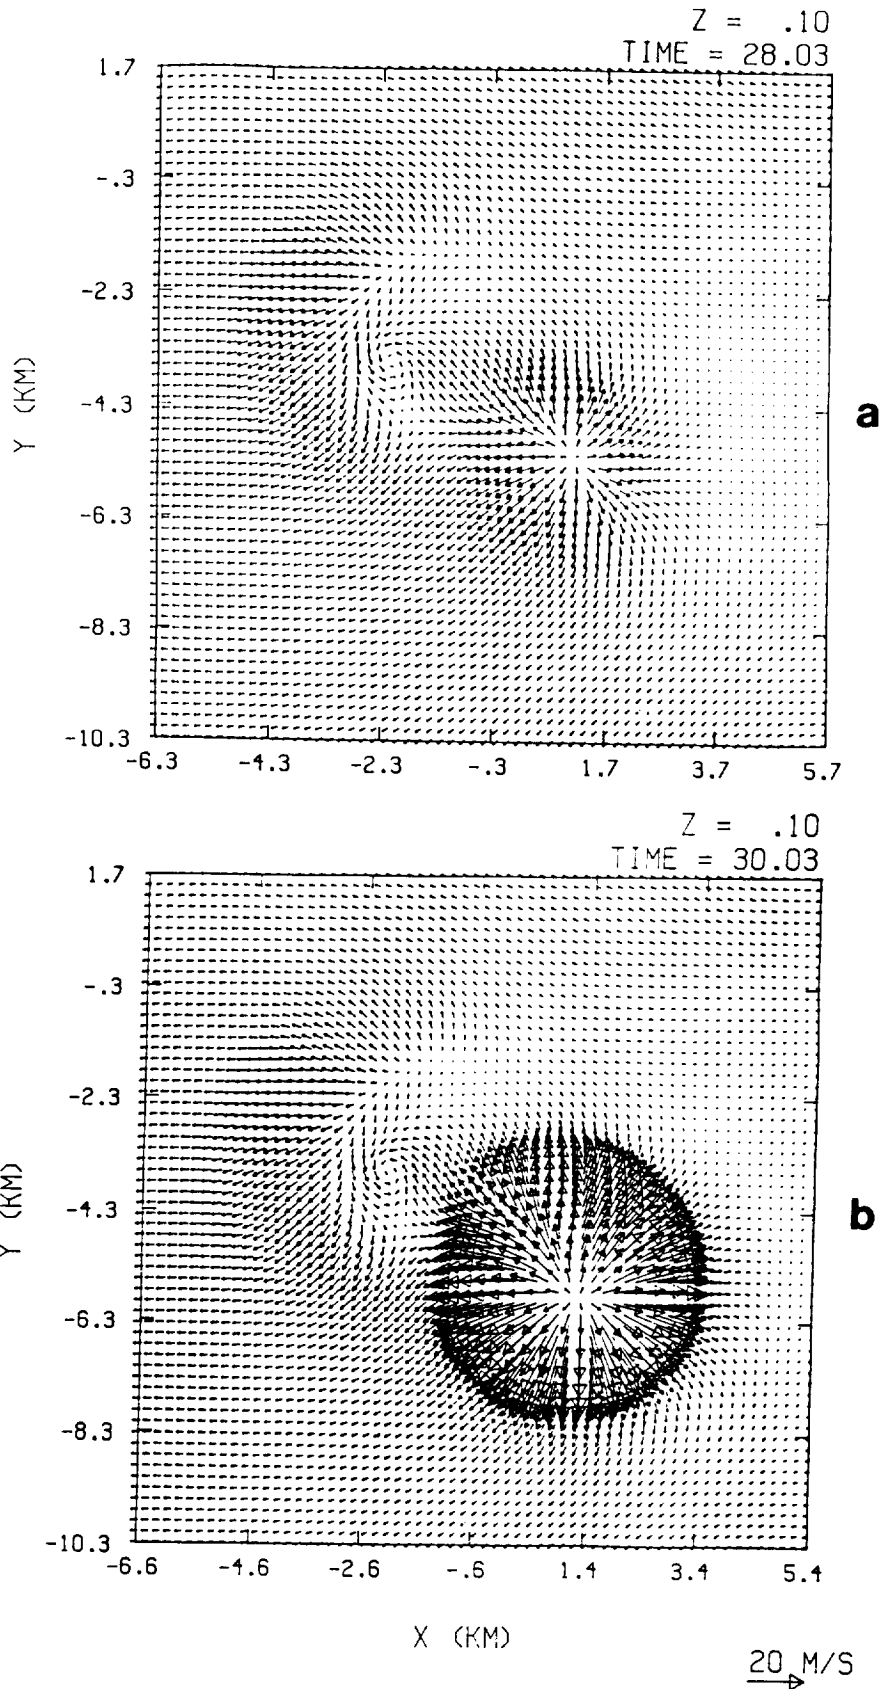 Z = .10
TIME = 28.03
1.7
-.3
-2.3
-4.3
-6.3
-8.3
-10.3
Y (KM)
-6.3 -4.3 -2.3 -.3 1.7 3.7 5.7
a
Z = .10
TIME = 30.03
1.7
-.3
-2.3
-4.3
-6.3
-8.3
-10.3
Y (KM)
-6.6 -4.6 -2.6 -.6 1.4 3.4 5.4
b
X (KM)
20 M/S